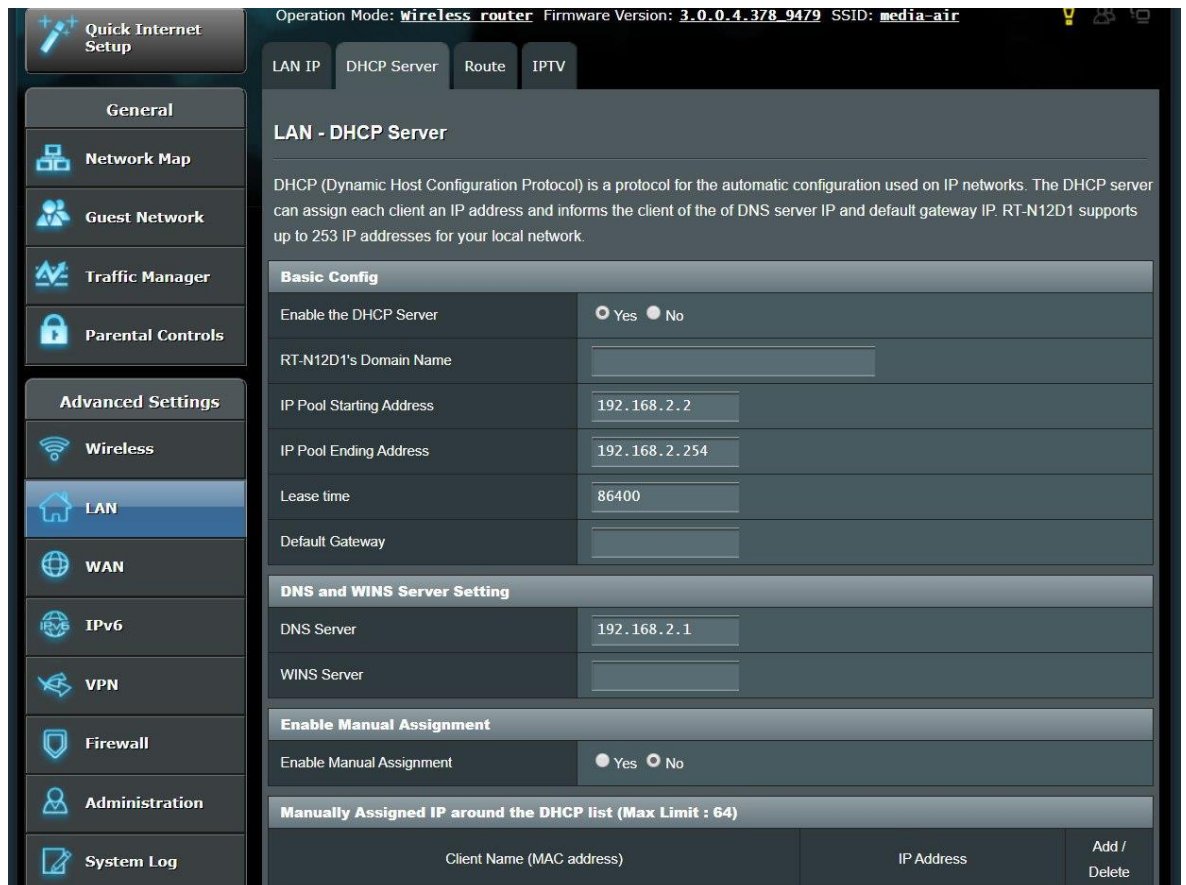 Quick Internet
Setup
Operation Mode: Wireless router Firmware Version: 3.0.0.4.378_9479 SSID: media-air
LAN IP DHCP Server Route IPTV
General
Network Map
Guest Network
Traffic Manager
Parental Controls
Advanced Settings
Wireless
LAN
WAN
IPv6
VPN
Firewall
Administration
System Log
LAN - DHCP Server
DHCP (Dynamic Host Configuration Protocol) is a protocol for the automatic configuration used on IP networks. The DHCP server
can assign each client an IP address and informs the client of the of DNS server IP and default gateway IP. RT-N12D1 supports
up to 253 IP addresses for your local network.
Basic Config
Enable the DHCP Server Yes No
RT-N12D1's Domain Name
IP Pool Starting Address 192.168.2.2
IP Pool Ending Address 192.168.2.254
Lease time 86400
Default Gateway
DNS and WINS Server Setting
DNS Server 192.168.2.1
WINS Server
Enable Manual Assignment
Enable Manual Assignment Yes No
Manually Assigned IP around the DHCP list (Max Limit : 64)
Client Name (MAC address) IP Address Add /
Delete